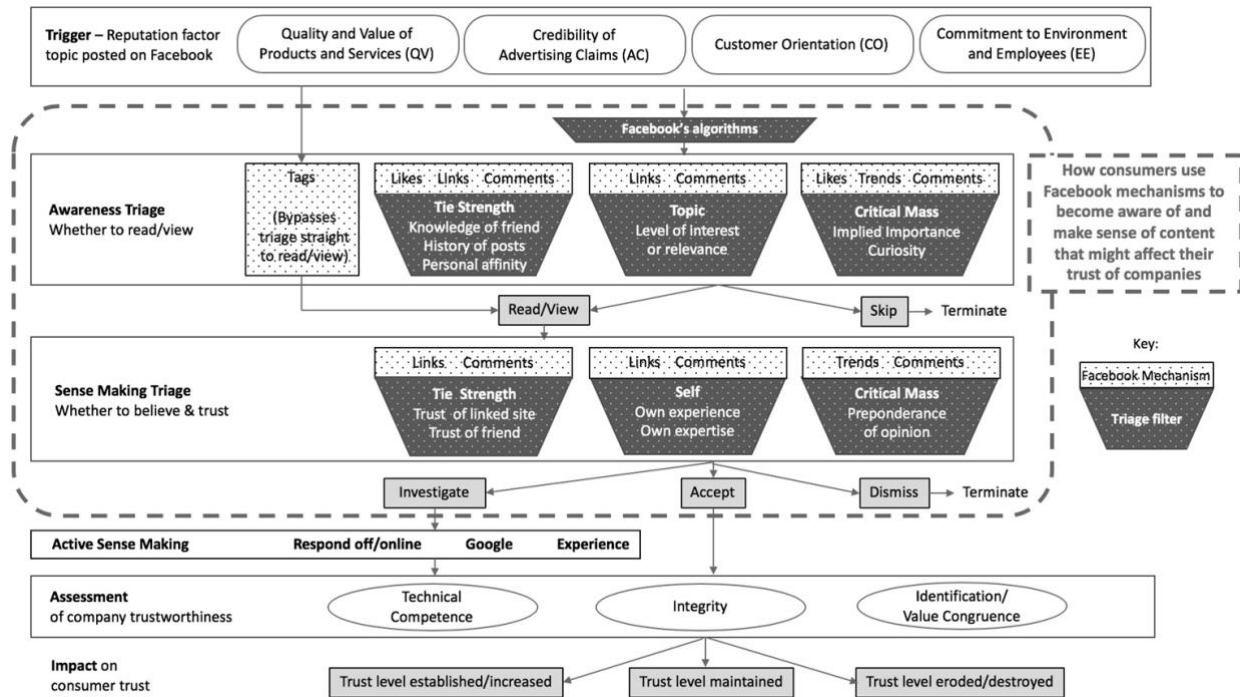 Trigger – Reputation factor
topic posted on Facebook
Quality and Value of
Products and Services (QV)
Credibility of
Advertising Claims (AC)
Customer Orientation (CO)
Commitment to Environment
and Employees (EE)
Facebook's algorithms
Awareness Triage
Whether to read/view
Tags
(Bypasses
triage straight
to read/view)
Likes Links Comments
Tie Strength
Knowledge of friend
History of posts
Personal affinity
Links Comments
Topic
Level of interest
or relevance
Likes Trends Comments
Critical Mass
Implied Importance
Curiosity
How consumers use
Facebook mechanisms to
become aware of and
make sense of content
that might affect their
trust of companies
Read/View
Skip
Terminate
Sense Making Triage
Whether to believe & trust
Links Comments
Tie Strength
Trust of linked site
Trust of friend
Links Comments
Self
Own experience
Own expertise
Trends Comments
Critical Mass
Preponderance
of opinion
Key:
Facebook Mechanism
Triage filter
Investigate
Accept
Dismiss
Terminate
Active Sense Making Respond off/online Google Experience
Assessment
of company trustworthiness
Technical
Competence
Integrity
Identification/
Value Congruence
Impact on
consumer trust
Trust level established/increased
Trust level maintained
Trust level eroded/destroyed